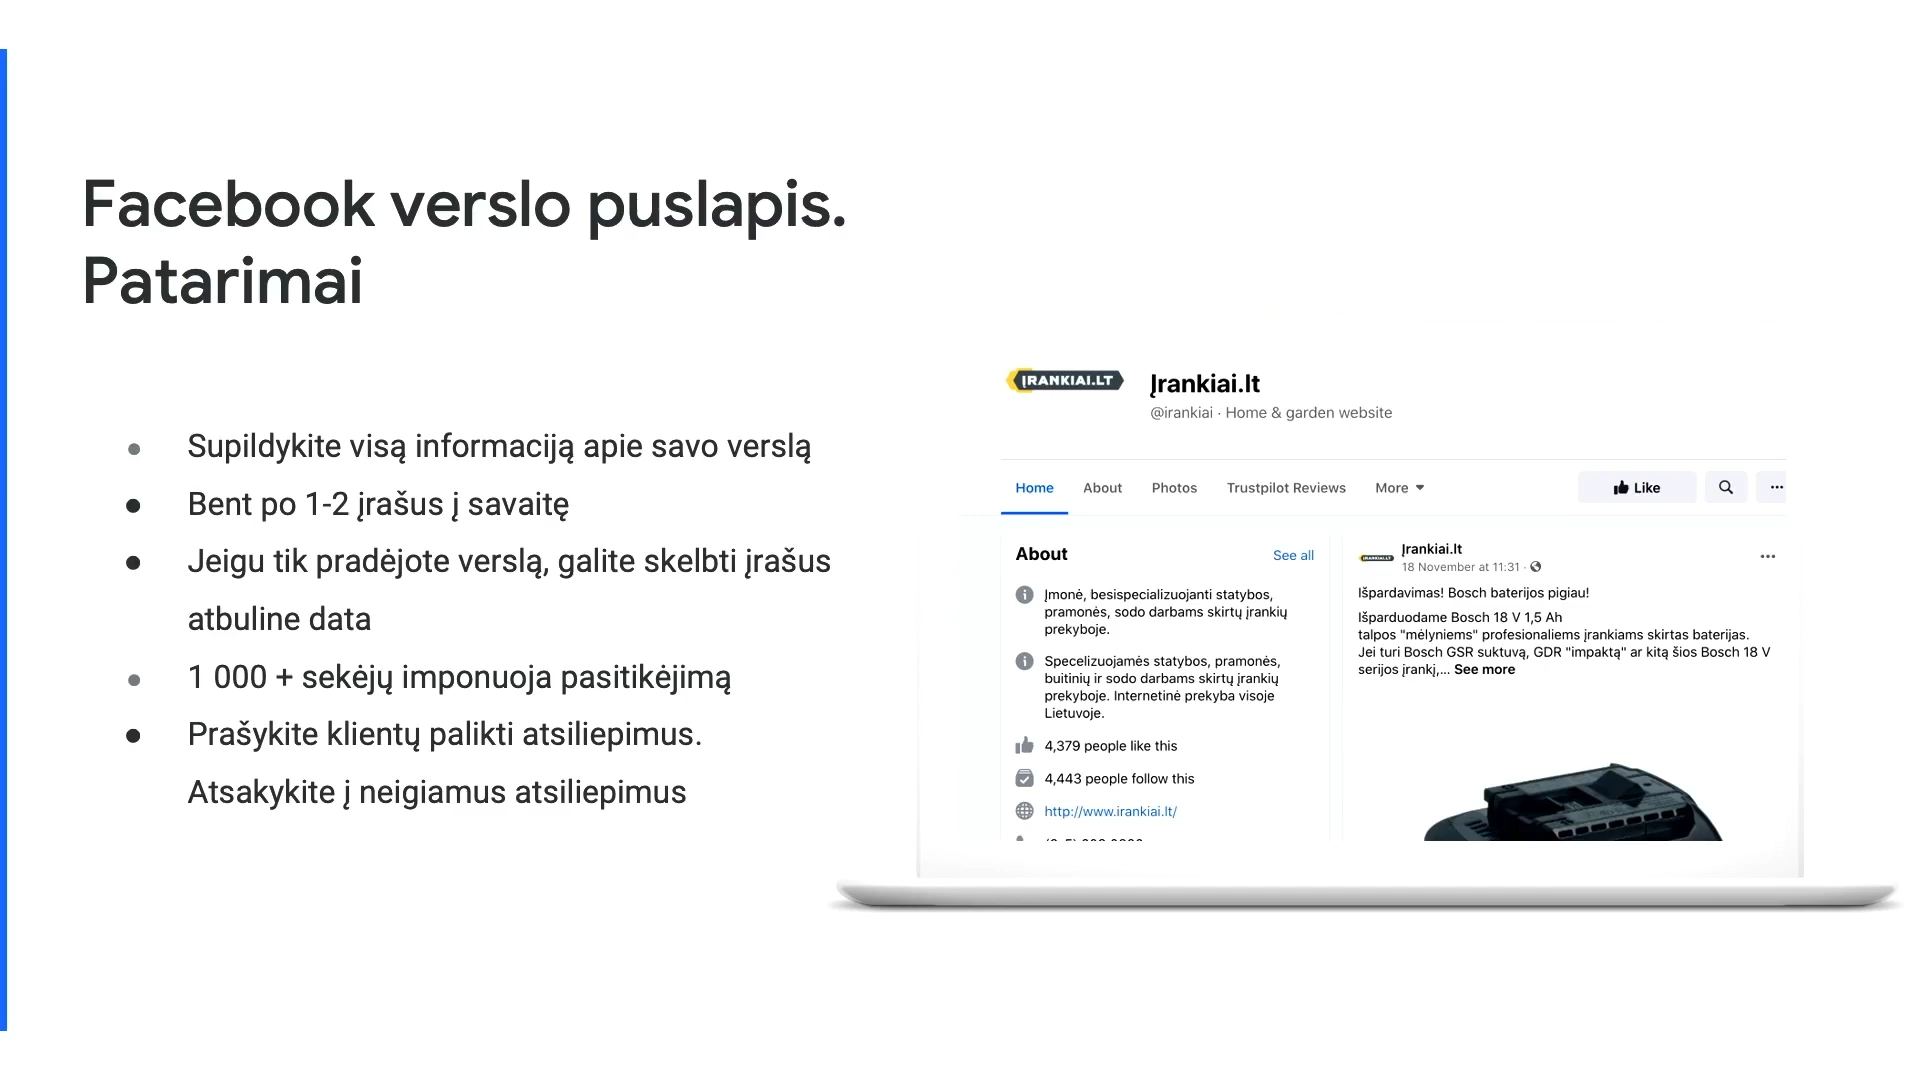 Facebook verslo puslapis.
Patarimai
Supildykite visą informaciją apie savo verslą
Bent po 1-2 įrašus į savaitę
Jeigu tik pradėjote verslą, galite skelbti įrašus
atbuline data
1 000 + sekėjų imponuoja pasitikėjimą
Prašykite klientų palikti atsiliepimus.
Atsakykite į neigiamus atsiliepimus
ĮRANKIAI.LT
Įrankiai.lt
@irankiai · Home & garden website
Home About Photos Trustpilot Reviews More Like
About See all
Įmonė, besispecializuojanti statybos,
pramonės, sodo darbams skirtų įrankių
prekyboje.
Specelizuojamės statybos, pramonės,
buitinių ir sodo darbams skirtų įrankių
prekyboje. Internetinė prekyba visoje
Lietuvoje.
4,379 people like this
4,443 people follow this
http://www.irankiai.lt/
ĮRANKIAI.LT
Įrankiai.lt
18 November at 11:31 ·
Išpardavimas! Bosch baterijos pigiau!
Išparduodame Bosch 18 V 1,5 Ah
talpos "mėlyniems" profesionaliems įrankiams skirtas baterijas.
Jei turi Bosch GSR suktuvą, GDR "impaktą" ar kitą šios Bosch 18 V
serijos įrankį,... See more